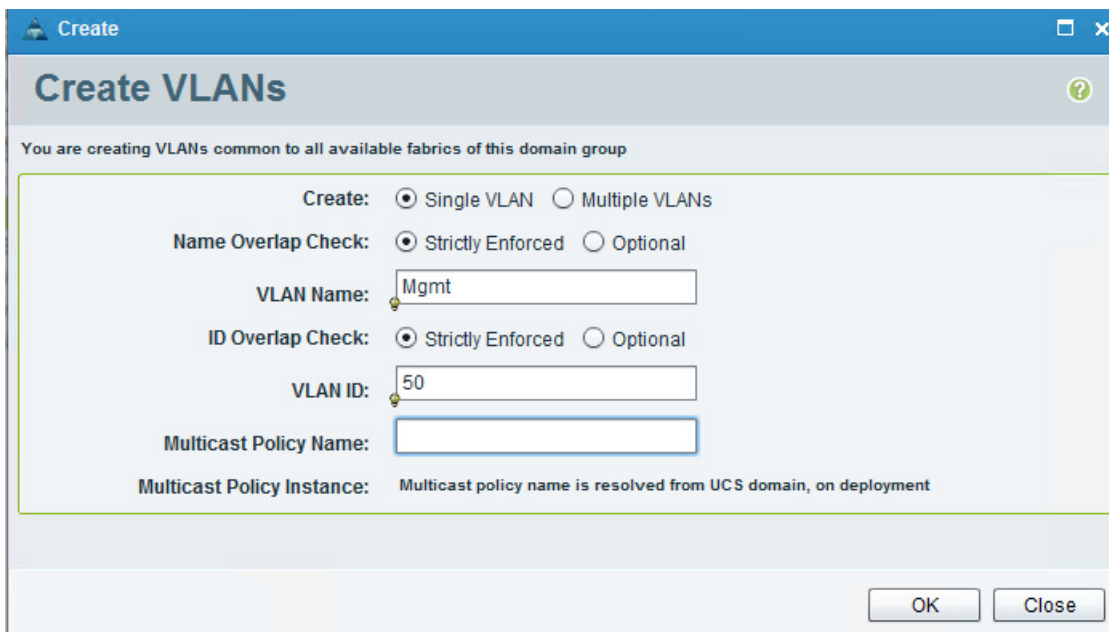 Create
Create VLANs
You are creating VLANs common to all available fabrics of this domain group
Create: Single VLAN Multiple VLANs
Name Overlap Check: Strictly Enforced Optional
VLAN Name: Mgmt
ID Overlap Check: Strictly Enforced Optional
VLAN ID: 50
Multicast Policy Name:
Multicast Policy Instance: Multicast policy name is resolved from UCS domain, on deployment
OK Close